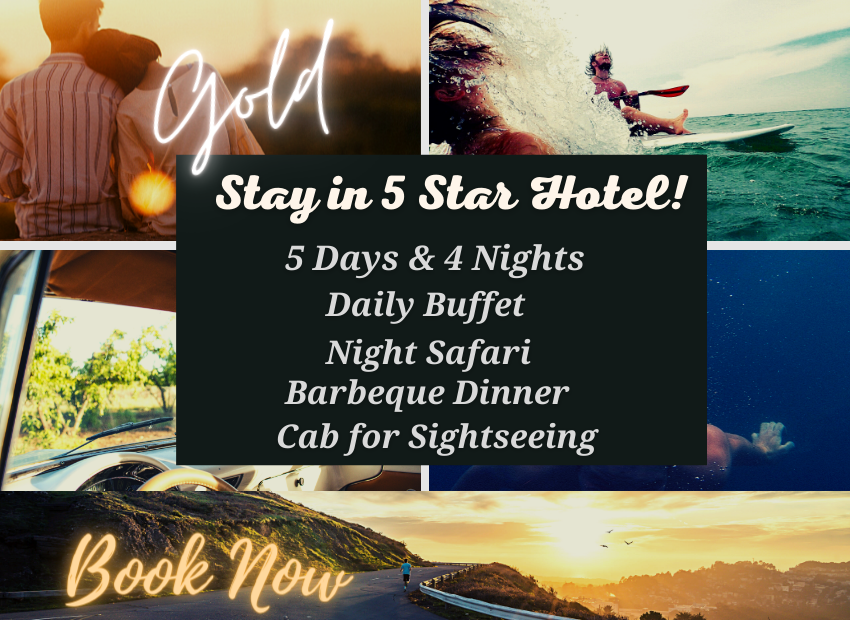 Gold
Stay in 5 Star Hotel!
5 Days & 4 Nights
Daily Buffet
Night Safari
Barbeque Dinner
Cab for Sightseeing
Book Now